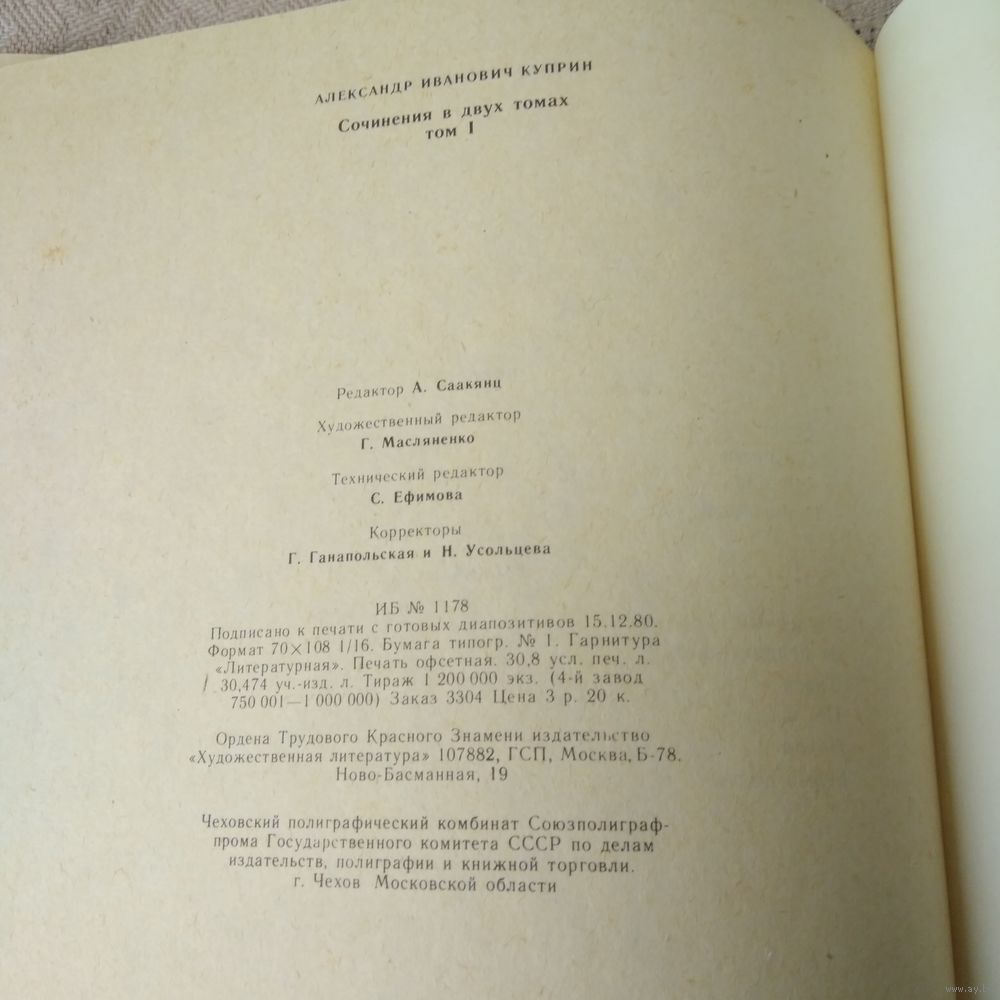 АЛЕКСАНДР ИВАНОВИЧ КУПРИН
Сочинения в двух томах
том I
Редактор А. Саакянц
Художественный редактор
Г. Масляненко
Технический редактор
С. Ефимова
Корректоры
Г. Ганапольская и Н. Усольцева
ИБ № 1178
Подписано к печати с готовых диапозитивов 15.12.80.
Формат 70×108 1/16. Бумага типогр. № 1. Гарнитура
«Литературная». Печать офсетная. 30,8 усл. печ. л.
/ 30,474 уч.-изд. л. Тираж 1 200 000 экз. (4-й завод
750 001—1 000 000) Заказ 3304 Цена 3 р. 20 к.
Ордена Трудового Красного Знамени издательство
«Художественная литература» 107882, ГСП, Москва, Б-78.
Ново-Басманная, 19
Чеховский полиграфический комбинат Союзполиграф-
прома Государственного комитета СССР по делам
издательств, полиграфии и книжной торговли.
г. Чехов Московской области